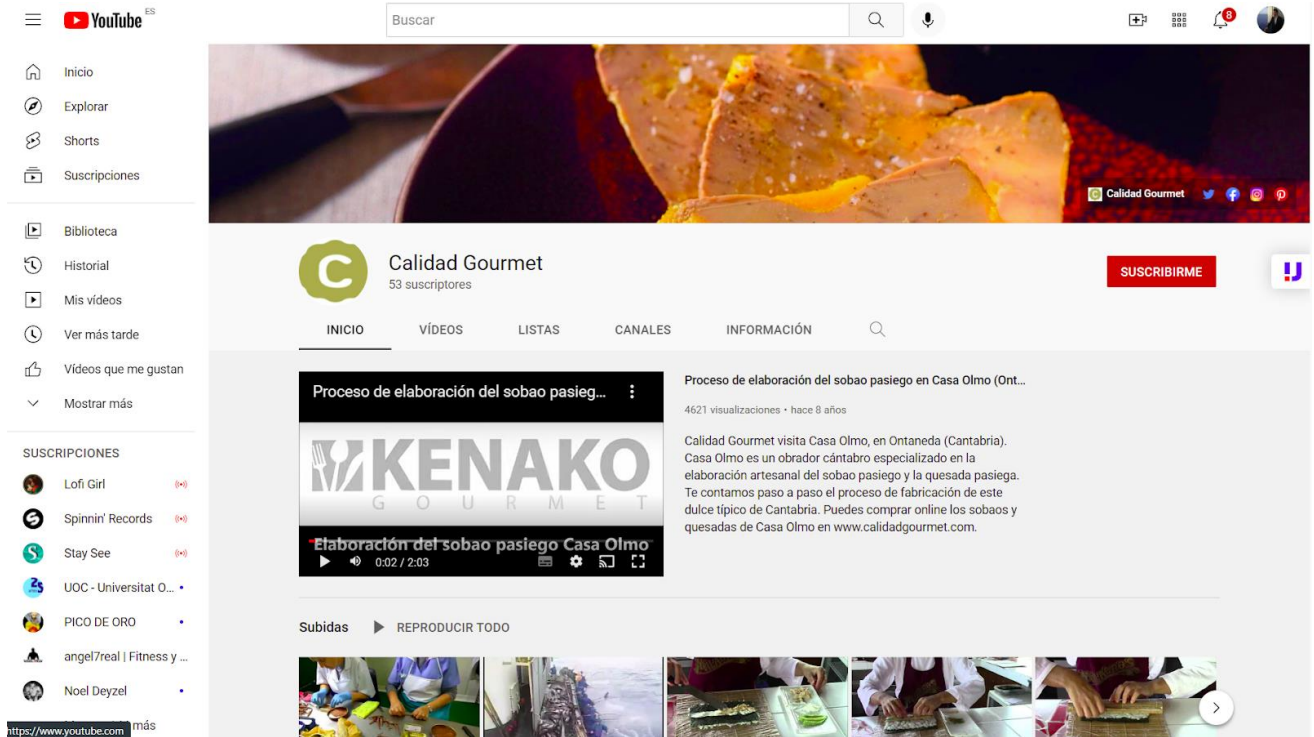 YouTube ES
Buscar
8
Inicio
Explorar
Shorts
Suscripciones
Biblioteca
Historial
Mis vídeos
Ver más tarde
Vídeos que me gustan
Mostrar más
SUSCRIPCIONES
Lofi Girl
Spinnin' Records
Stay See
UOC - Universitat O...
PICO DE ORO
angel7real | Fitness y ...
Noel Deyzel
más
https://www.youtube.com
Calidad Gourmet
C
Calidad Gourmet
53 suscriptores
SUSCRIBIRME
INICIO
VÍDEOS
LISTAS
CANALES
INFORMACIÓN
Proceso de elaboración del sobao pasieg...
KENAKO
GOURMET
Elaboración del sobao pasiego Casa Olmo
0:02 / 2:03
Proceso de elaboración del sobao pasiego en Casa Olmo (Ont...
4621 visualizaciones • hace 8 años
Calidad Gourmet visita Casa Olmo, en Ontaneda (Cantabria).
Casa Olmo es un obrador cántabro especializado en la
elaboración artesanal del sobao pasiego y la quesada pasiega.
Te contamos paso a paso el proceso de fabricación de este
dulce típico de Cantabria. Puedes comprar online los sobaos y
quesadas de Casa Olmo en www.calidadgourmet.com.
Subidas
REPRODUCIR TODO